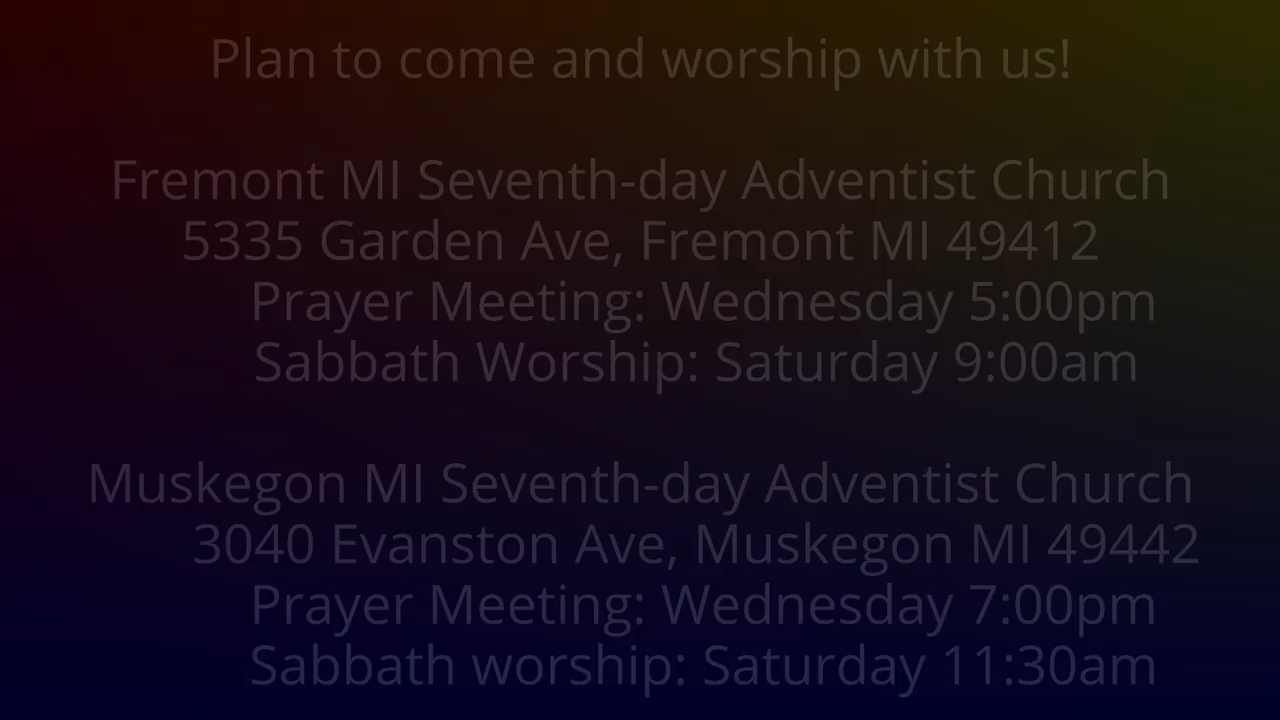 Plan to come and worship with us!
Fremont MI Seventh-day Adventist Church
5335 Garden Ave, Fremont MI 49412
Prayer Meeting: Wednesday 5:00pm
Sabbath Worship: Saturday 9:00am
Muskegon MI Seventh-day Adventist Church
3040 Evanston Ave, Muskegon MI 49442
Prayer Meeting: Wednesday 7:00pm
Sabbath worship: Saturday 11:30am